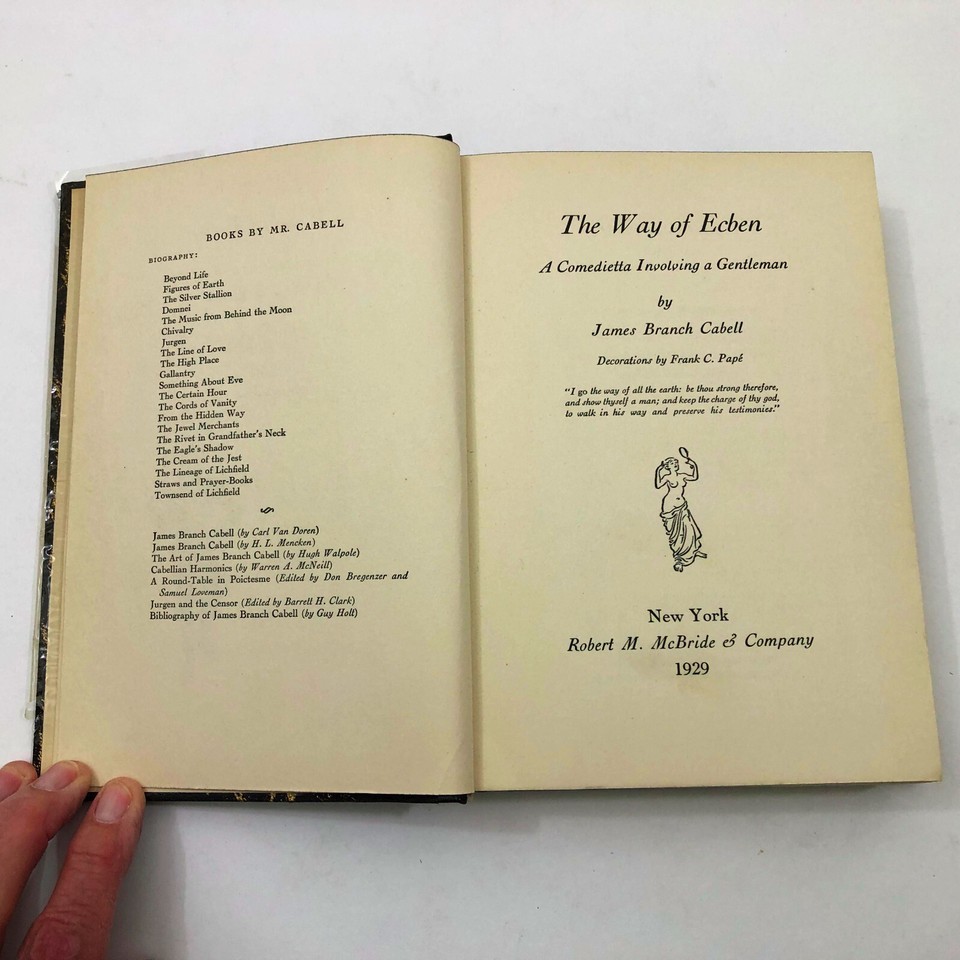 BOOKS BY MR. CABELL
BIOGRAPHY:
Beyond Life
Figures of Earth
The Silver Stallion
Domnei
The Music from Behind the Moon
Chivalry
Jurgen
The Line of Love
The High Place
Gallantry
Something About Eve
The Certain Hour
The Cords of Vanity
From the Hidden Way
The Jewel Merchants
The Rivet in Grandfather's Neck
The Eagle's Shadow
The Cream of the Jest
The Lineage of Lichfield
Straws and Prayer-Books
Townsend of Lichfield
James Branch Cabell (by Carl Van Doren)
James Branch Cabell (by H. L. Mencken)
The Art of James Branch Cabell (by Hugh Walpole)
Cabellian Harmonics (by Warren A. McNeill)
A Round-Table in Poictesme (Edited by Don Bregenzer and
Samuel Loveman)
Jurgen and the Censor (Edited by Barrett H. Clark)
Bibliography of James Branch Cabell (by Guy Holt)
The Way of Ecben
A Comedietta Involving a Gentleman
by
James Branch Cabell
Decorations by Frank C. Papé
"I go the way of all the earth: be thou strong therefore,
and show thyself a man; and keep the charge of thy god,
to walk in his way and preserve his testimonies."
New York
Robert M. McBride & Company
1929